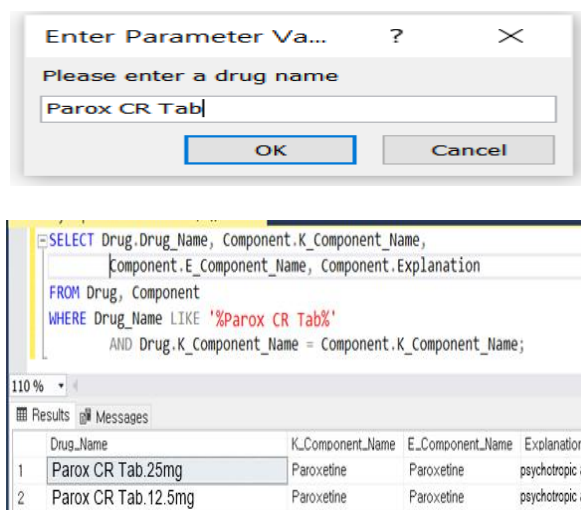 Enter Parameter Va... ? ×
Please enter a drug name
Parox CR Tab
OK Cancel
SELECT Drug.Drug_Name, Component.K_Component_Name,
Component.E_Component_Name, Component.Explanation
FROM Drug, Component
WHERE Drug_Name LIKE '%Parox CR Tab%'
AND Drug.K_Component_Name = Component.K_Component_Name;
110 %
Results Messages
Drug_Name K_Component_Name E_Component_Name Explanation
1 Parox CR Tab.25mg Paroxetine Paroxetine psychotropic
2 Parox CR Tab.12.5mg Paroxetine Paroxetine psychotropic